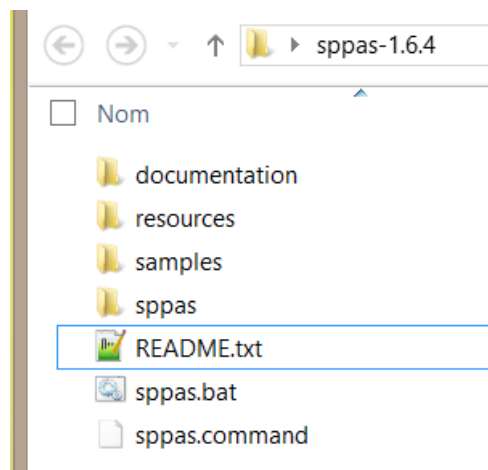 sppas-1.6.4
Nom
documentation
resources
samples
sppas
README.txt
sppas.bat
sppas.command